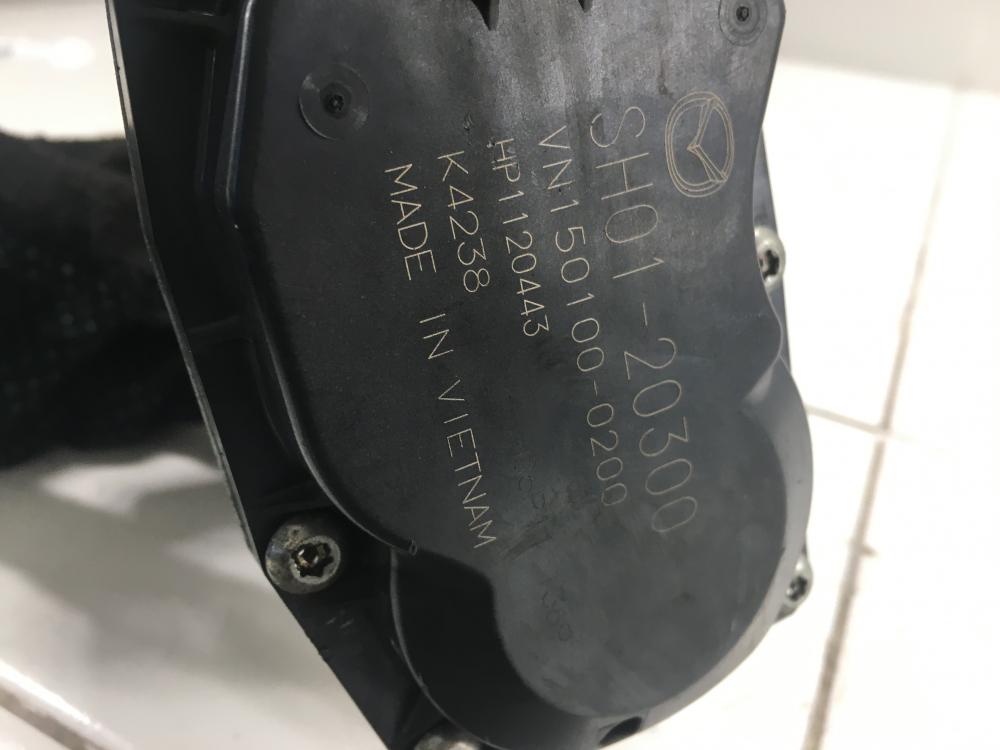 SH01-20300
VN150100-0200
HP1120443
K4238
MADE IN VIETNAM